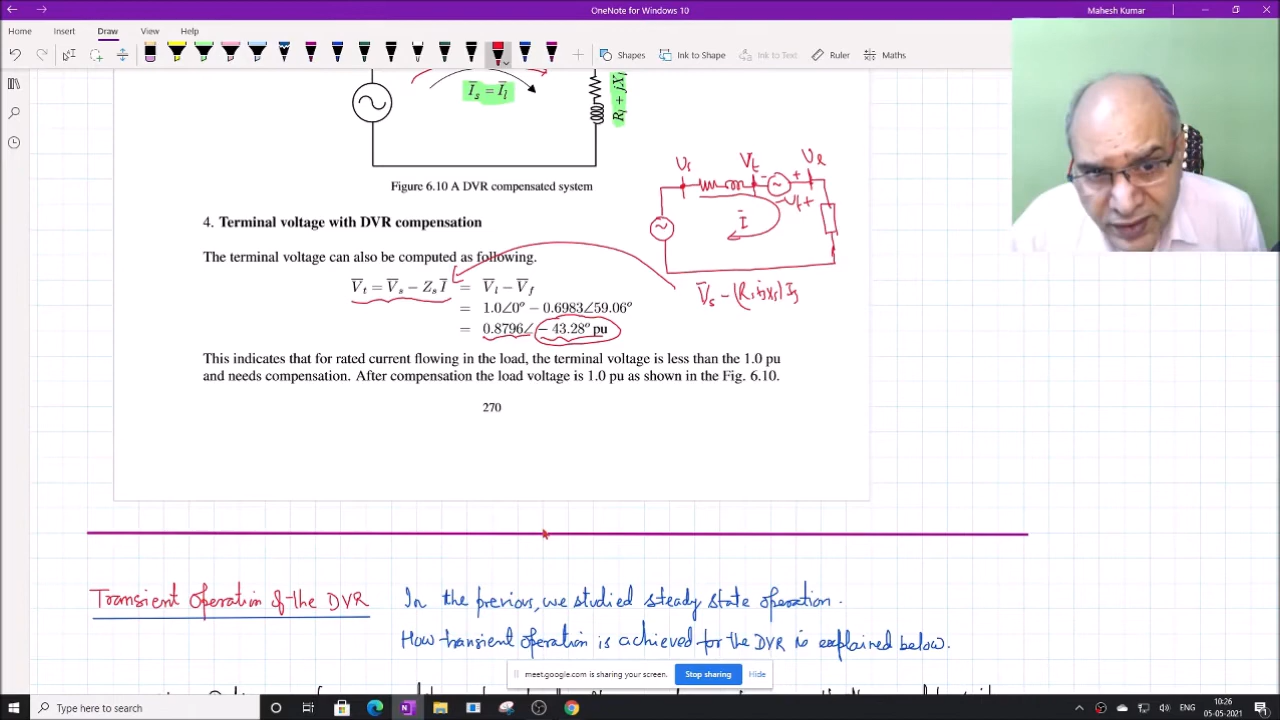 OneNote for Windows 10
Mahesh Kumar
Home Insert Draw View Help
Shapes Ink to Shape Ink to Text Ruler Maths
I̅s = I̅l
Rl + jXl
Figure 6.10 A DVR compensated system
4. Terminal voltage with DVR compensation
The terminal voltage can also be computed as following.
V̅t = V̅s − Zs I̅ = V̅l − V̅f
= 1.0∠0° − 0.6983∠59.06°
= 0.8796∠ − 43.28° pu
This indicates that for rated current flowing in the load, the terminal voltage is less than the 1.0 pu
and needs compensation. After compensation the load voltage is 1.0 pu as shown in the Fig. 6.10.
270
Vs Vt Vl
− +
− Vf +
I̅
V̅s − (Rs + jXs) Is
Transient operation of the DVR
In the previous, we studied steady state operation.
How transient operation is achieved for the DVR is explained below.
meet.google.com is sharing your screen. Stop sharing Hide
Type here to search
ENG
10:26
05-05-2021